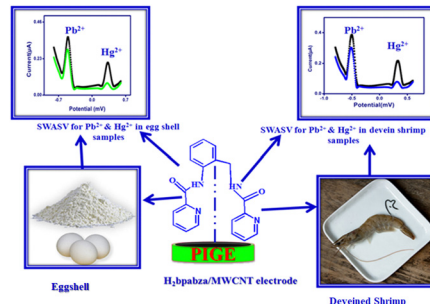 Pb²⁺
Hg²⁺
Current(µA)
Potential (mV)
SWASV for Pb²⁺ & Hg²⁺ in egg shell
samples
Pb²⁺
Hg²⁺
Current(µA)
Potential(mV)
SWASV for Pb²⁺ & Hg²⁺ in devein shrimp
samples
HN
HN
O
O
N
N
PIGE
H₂bpabza/MWCNT electrode
Eggshell
Deveined Shrimp